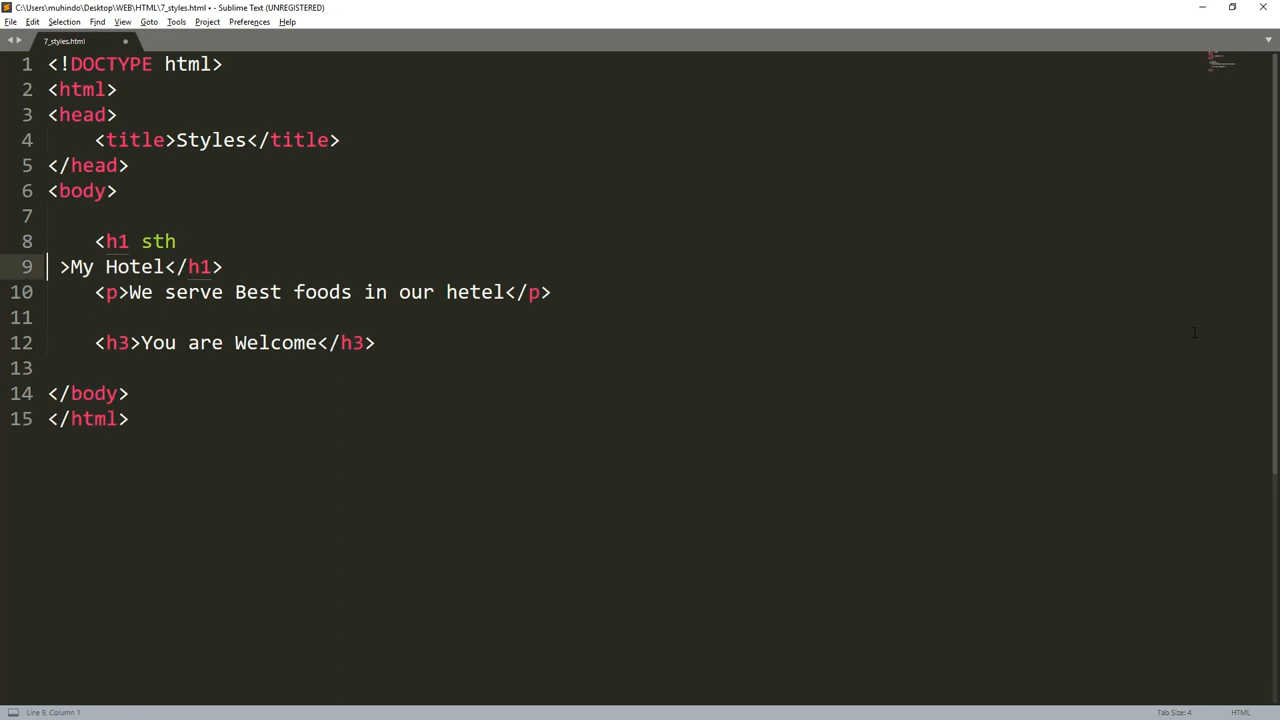 C:\Users\muhindo\Desktop\WEB\HTML\7_styles.html • - Sublime Text (UNREGISTERED)
File Edit Selection Find View Goto Tools Project Preferences Help
7_styles.html
1 <!DOCTYPE html>
2 <html>
3 <head>
4 <title>Styles</title>
5 </head>
6 <body>
7
8 <h1 sth
9 >My Hotel</h1>
10 <p>We serve Best foods in our hetel</p>
11
12 <h3>You are Welcome</h3>
13
14 </body>
15 </html>
Line 9, Column 1 Tab Size: 4 HTML